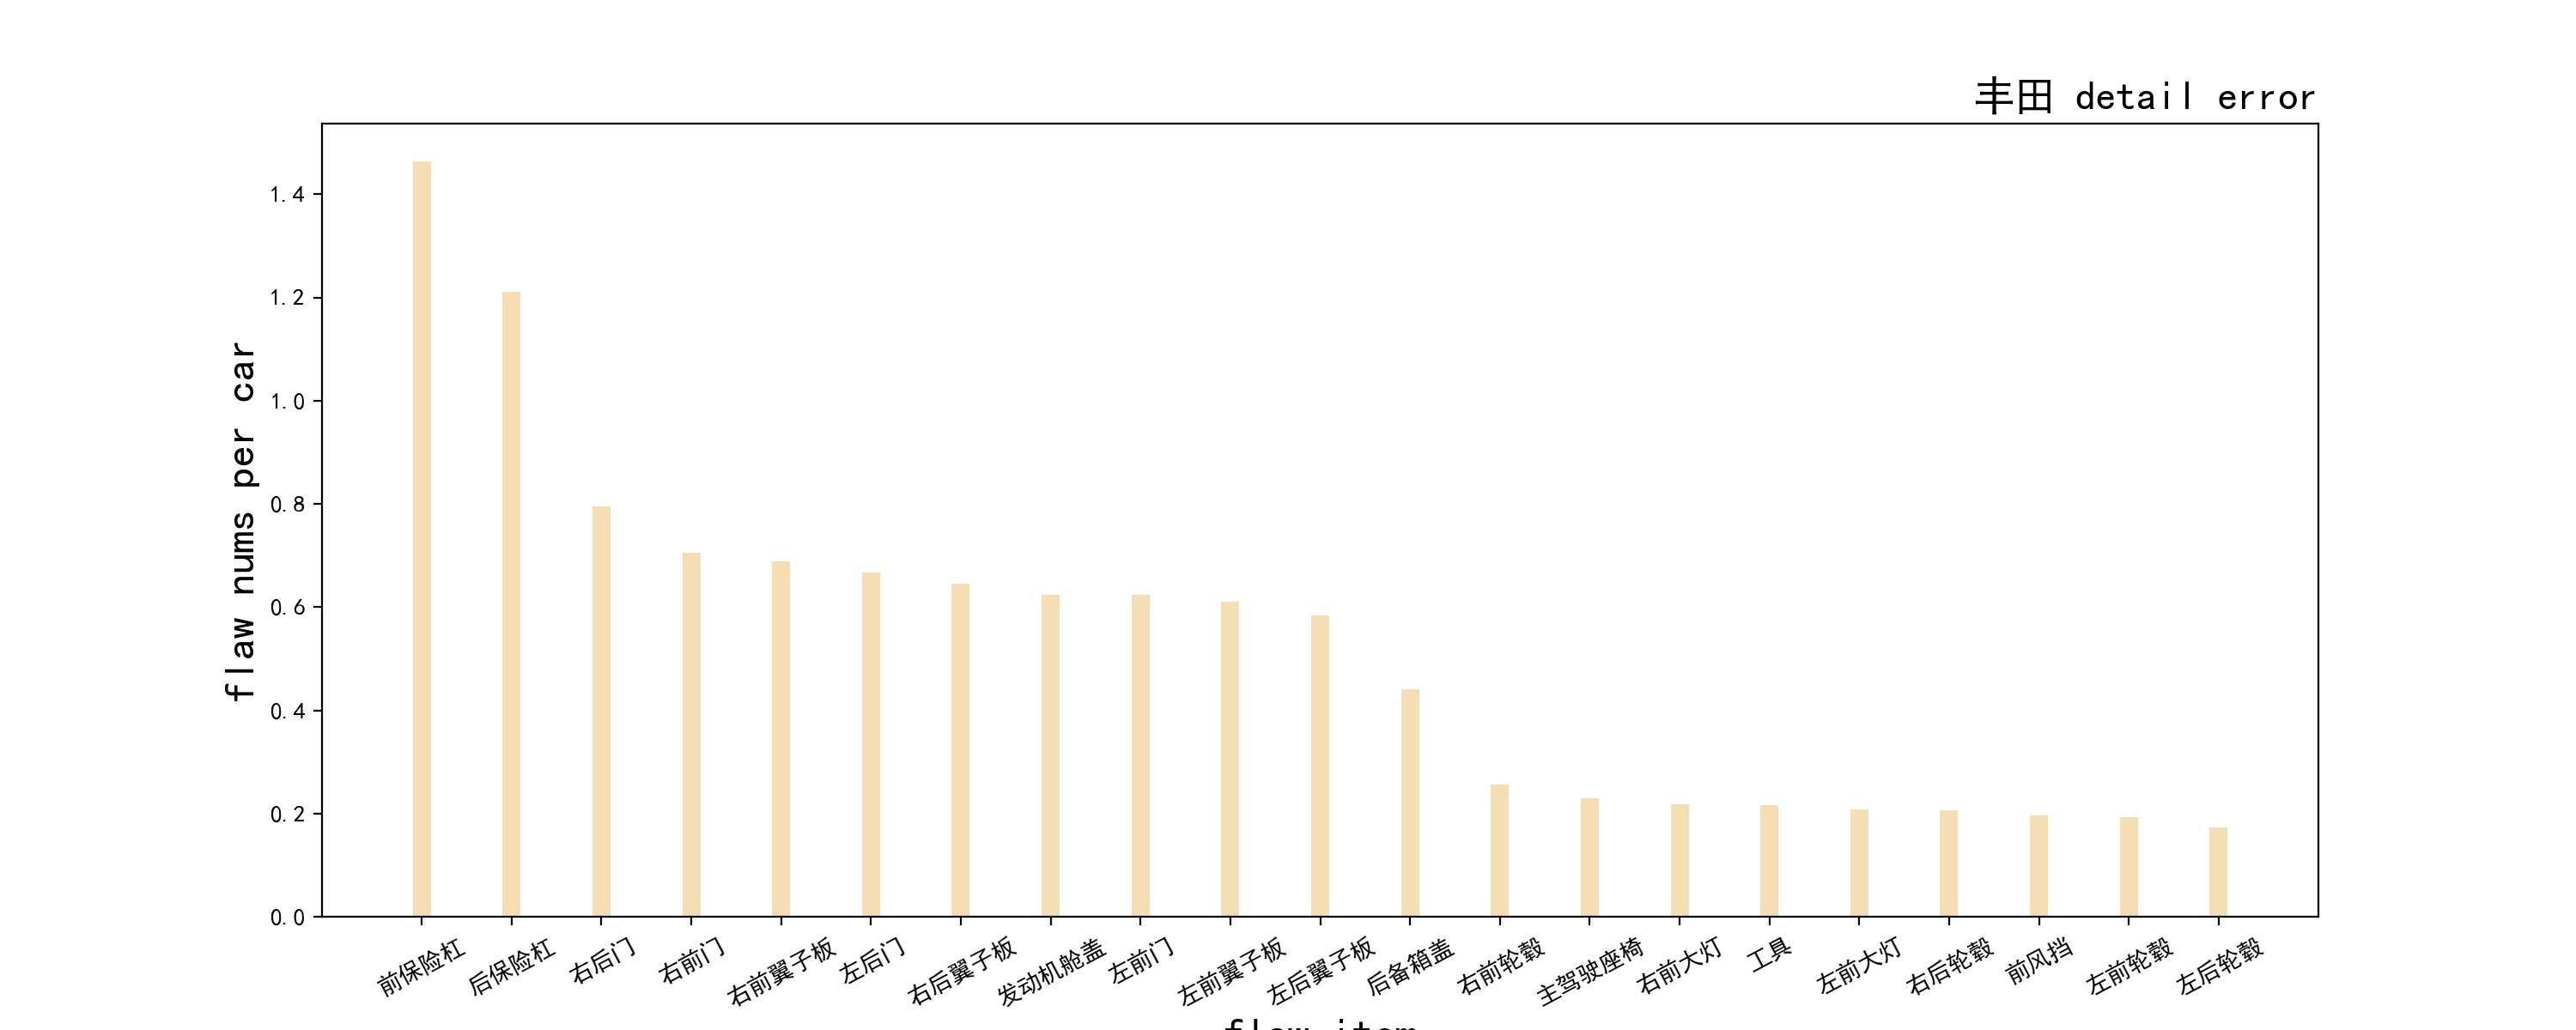 丰田 detail error
flaw nums per car
1.4
1.2
1.0
0.8
0.6
0.4
0.2
0.0
前保险杠
后保险杠
右后门
右前门
右前翼子板
左后门
右后翼子板
发动机舱盖
左前门
左前翼子板
左后翼子板
后备箱盖
右前轮毂
主驾驶座椅
右前大灯
工具
左前大灯
右后轮毂
前风挡
左前轮毂
左后轮毂
flaw item